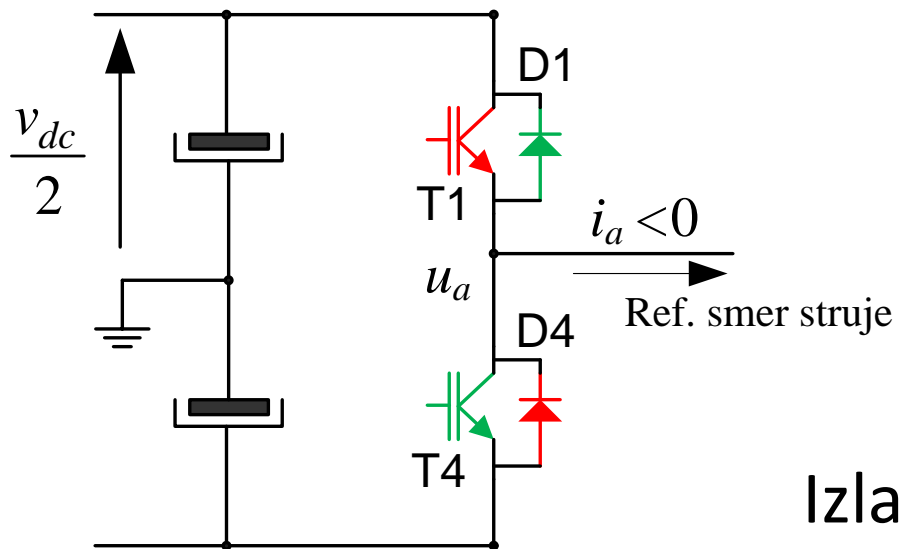 D1
v_dc/2
T1
i_a <0
u_a
Ref. smer struje
D4
T4
Izla